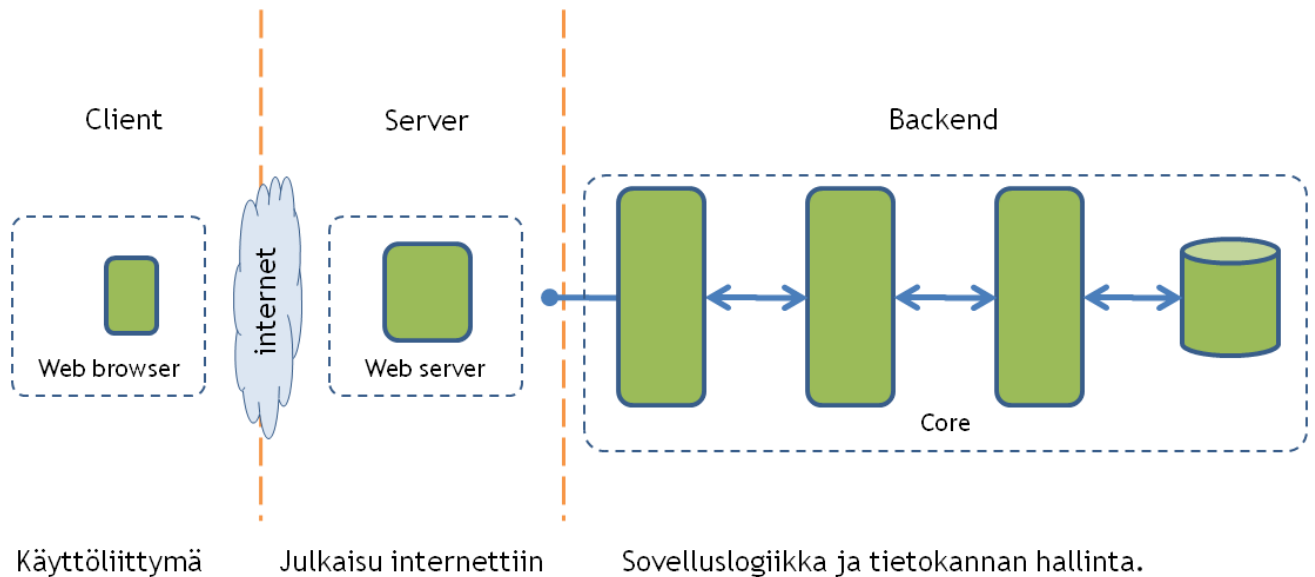 Client
Server
Backend
internet
Web browser
Web server
Core
Käyttöliittymä
Julkaisu internettiin
Sovelluslogiikka ja tietokannan hallinta.